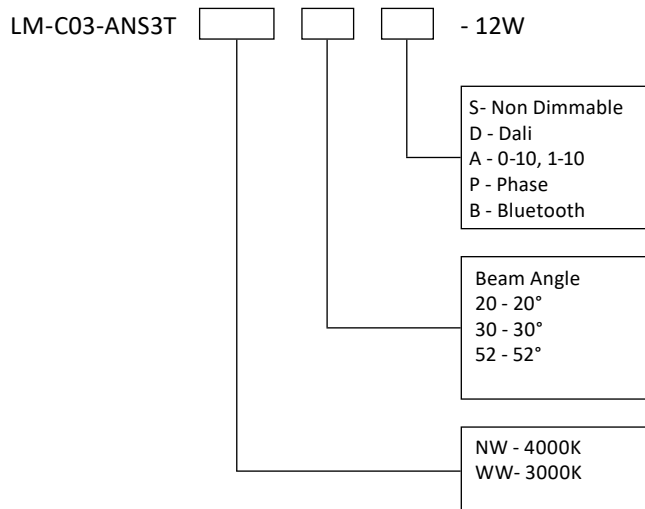 LM-C03-ANS3T - 12W
S- Non Dimmable
D - Dali
A - 0-10, 1-10
P - Phase
B - Bluetooth
Beam Angle
20 - 20°
30 - 30°
52 - 52°
NW - 4000K
WW- 3000K